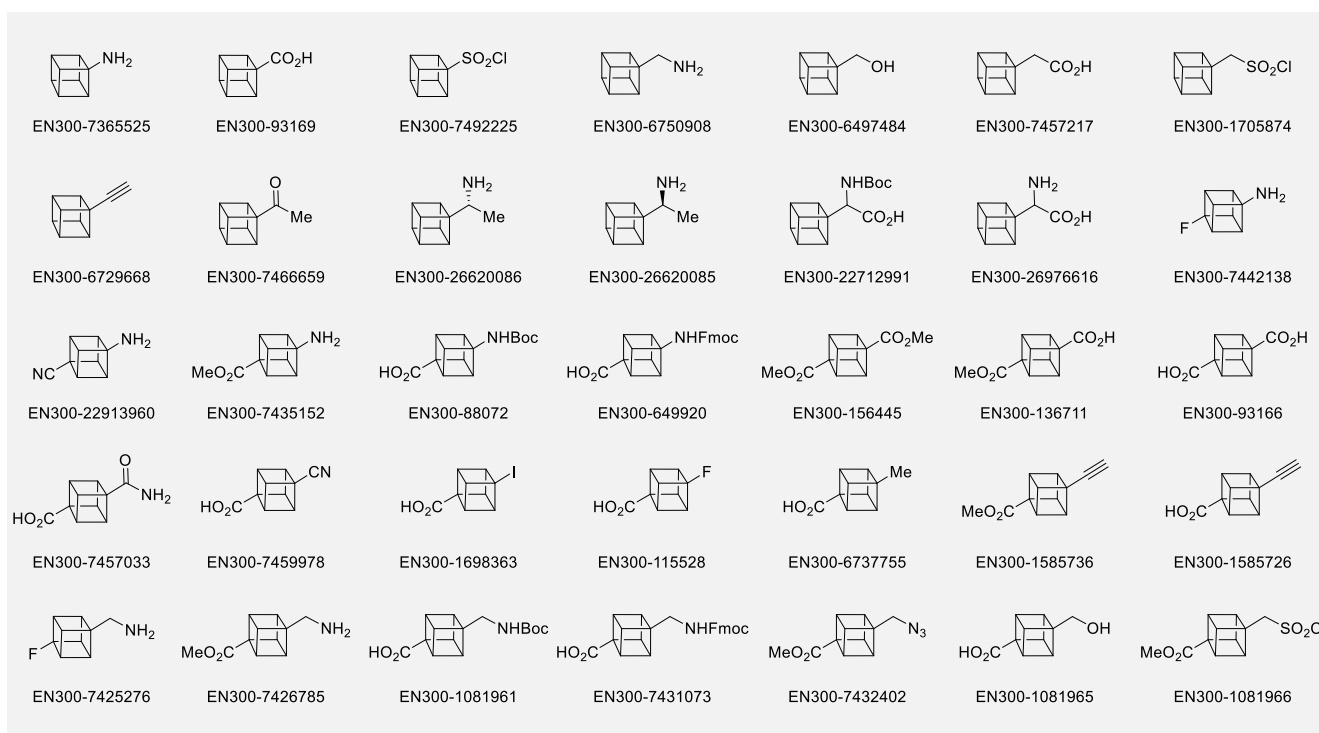 NH₂ CO₂H SO₂Cl NH₂ OH CO₂H SO₂Cl
EN300-7365525 EN300-93169 EN300-7492225 EN300-6750908 EN300-6497484 EN300-7457217 EN300-1705874
O Me NH₂ Me NH₂ Me NHBoc CO₂H NH₂ CO₂H F NH₂
EN300-6729668 EN300-7466659 EN300-26620086 EN300-26620085 EN300-22712991 EN300-26976616 EN300-7442138
NC NH₂ MeO₂C NH₂ HO₂C NHBoc HO₂C NHFmoc MeO₂C CO₂Me MeO₂C CO₂H HO₂C CO₂H
EN300-22913960 EN300-7435152 EN300-88072 EN300-649920 EN300-156445 EN300-136711 EN300-93166
HO₂C O NH₂ HO₂C CN HO₂C I HO₂C F HO₂C Me MeO₂C HO₂C
EN300-7457033 EN300-7459978 EN300-1698363 EN300-115528 EN300-6737755 EN300-1585736 EN300-1585726
F NH₂ MeO₂C NH₂ HO₂C NHBoc HO₂C NHFmoc MeO₂C N₃ HO₂C OH MeO₂C SO₂C
EN300-7425276 EN300-7426785 EN300-1081961 EN300-7431073 EN300-7432402 EN300-1081965 EN300-1081966